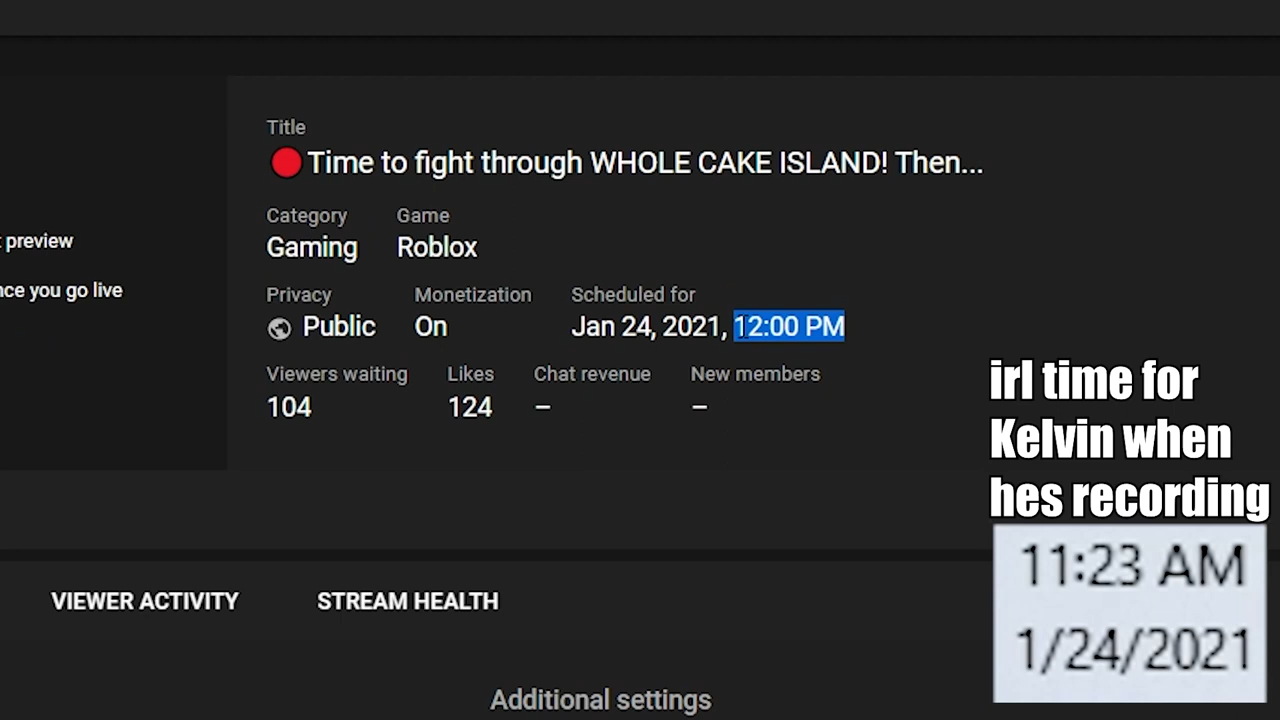 Title
Time to fight through WHOLE CAKE ISLAND! Then...
Category Game
Gaming Roblox
preview
nce you go live
Privacy Monetization Scheduled for
Public On Jan 24, 2021, 12:00 PM
Viewers waiting Likes Chat revenue New members
104 124 – –
irl time for
Kelvin when
hes recording
11:23 AM
1/24/2021
VIEWER ACTIVITY STREAM HEALTH
Additional settings